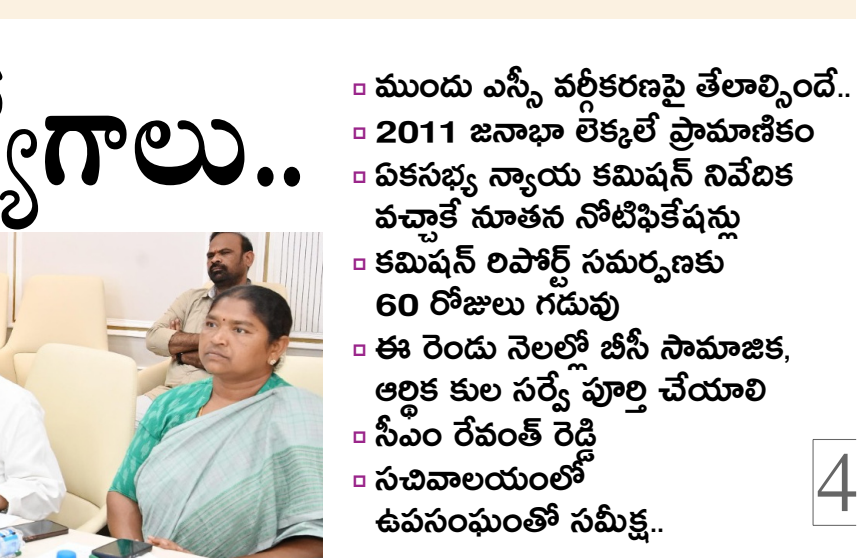 గాలు..
▫ ముందు ఎస్సీ వర్గీకరణపై తేలాల్సిందే..
▫ 2011 జనాభా లెక్కలే ప్రామాణికం
▫ ఏకసభ్య న్యాయ కమిషన్ నివేదిక
వచ్చాకే నూతన నోటిఫికేషన్లు
▫ కమిషన్ రిపోర్ట్ సమర్పణకు
60 రోజులు గడువు
▫ ఈ రెండు నెలల్లో బీసీ సామాజిక,
ఆర్థిక కుల సర్వే పూర్తి చేయాలి
▫ సీఎం రేవంత్ రెడ్డి
▫ సచివాలయంలో
ఉపసంఘంతో సమీక్ష..
4